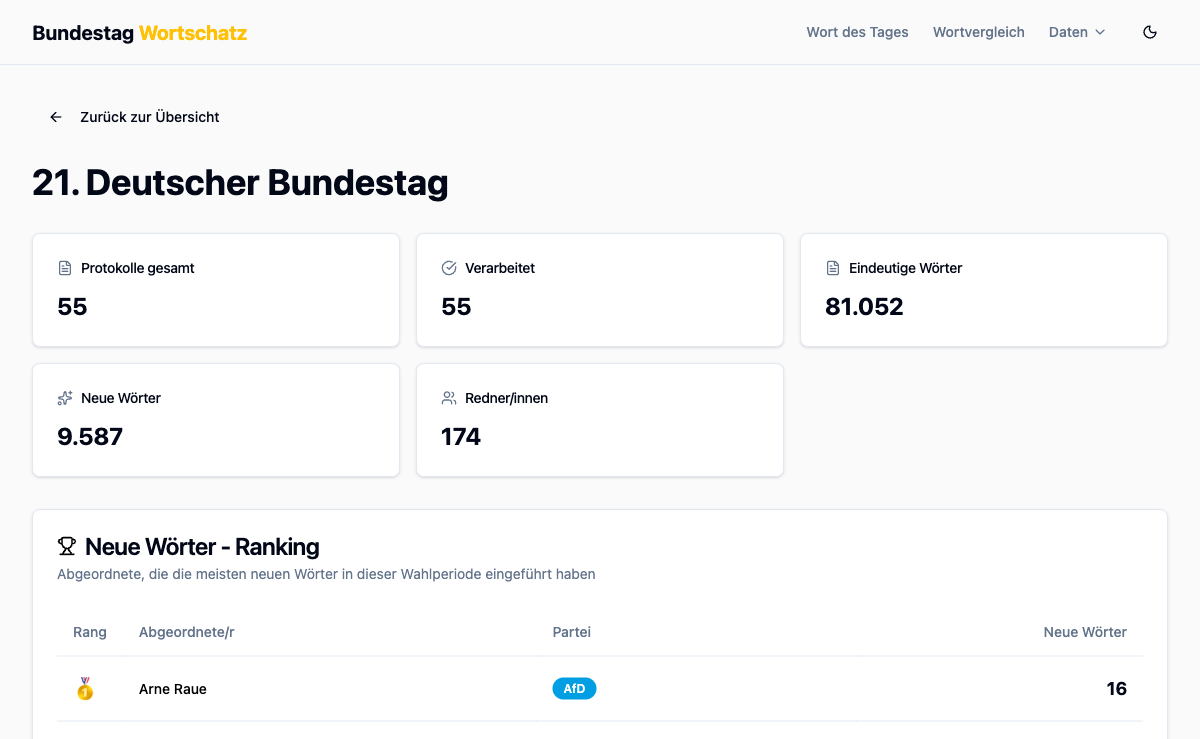 Bundestag Wortschatz
Wort des Tages
Wortvergleich
Daten
Zurück zur Übersicht
21. Deutscher Bundestag
Protokolle gesamt
55
Verarbeitet
55
Eindeutige Wörter
81.052
Neue Wörter
9.587
Redner/innen
174
Neue Wörter - Ranking
Abgeordnete, die die meisten neuen Wörter in dieser Wahlperiode eingeführt haben
Rang Abgeordnete/r Partei Neue Wörter
1 Arne Raue AfD 16